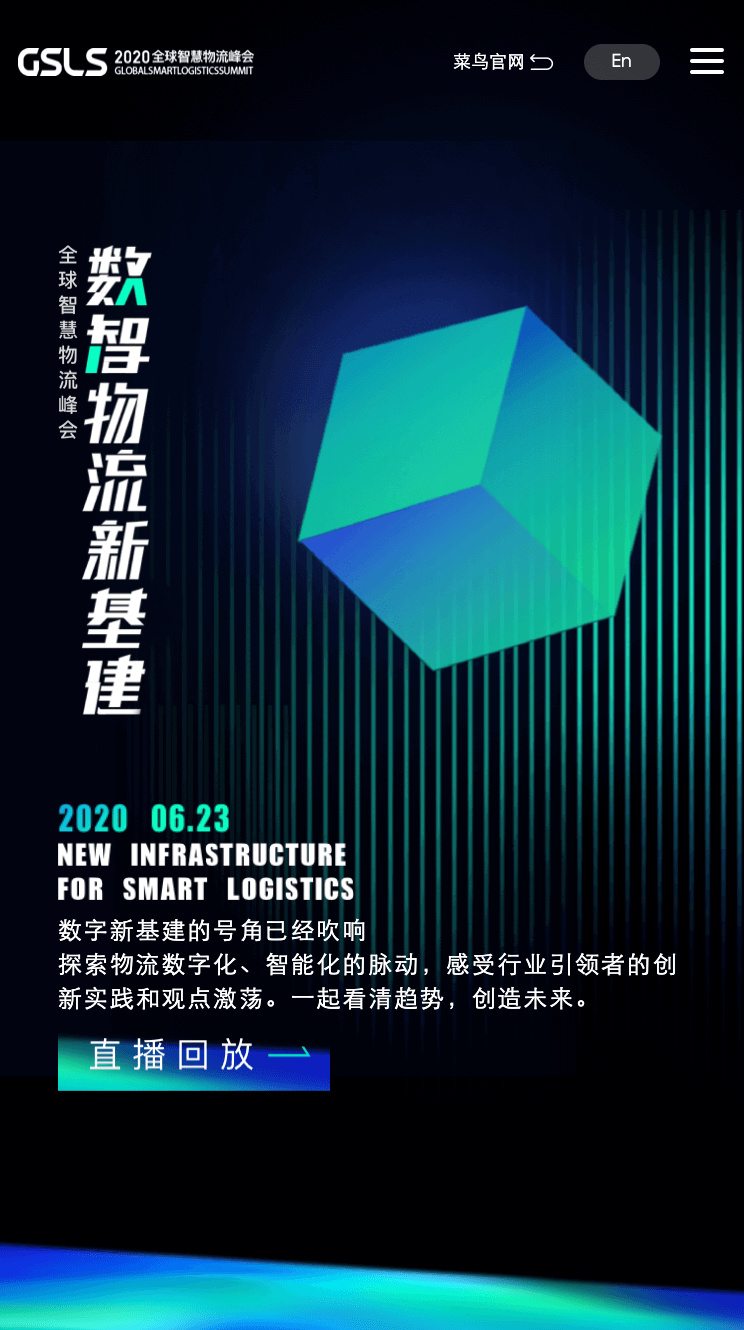 GSLS 2020全球智慧物流峰会
GLOBALSMARTLOGISTICSSUMMIT
菜鸟官网
En
全球智慧物流峰会
数智物流新基建
2020 06.23
NEW INFRASTRUCTURE
FOR SMART LOGISTICS
数字新基建的号角已经吹响
探索物流数字化、智能化的脉动，感受行业引领者的创
新实践和观点激荡。一起看清趋势，创造未来。
直播回放